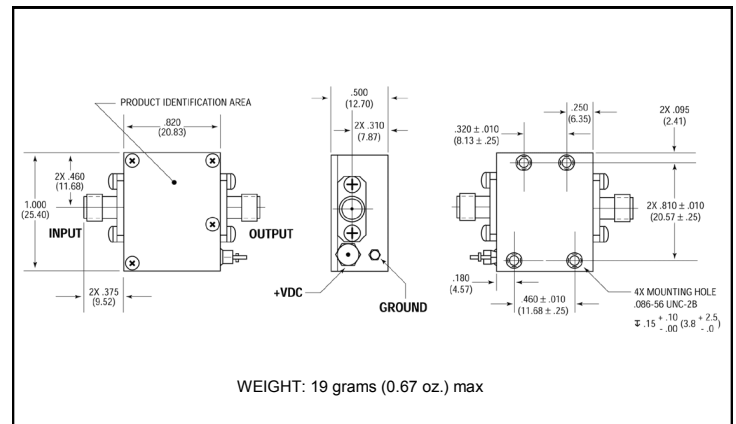 PRODUCT IDENTIFICATION AREA
.820
(20.83)
2X .460
(11.68)
1.000
(25.40)
INPUT
OUTPUT
2X .375
(9.52)
.500
(12.70)
2X .310
(7.87)
+VDC
GROUND
.250
(6.35)
2X .095
(2.41)
.320 ± .010
(8.13 ± .25)
2X .810 ± .010
(20.57 ± .25)
.180
(4.57)
.460 ± .010
(11.68 ± .25)
4X MOUNTING HOLE
.086-56 UNC-2B
↧ .15 + .10 - .00 (3.8 + 2.5 - .0)
WEIGHT: 19 grams (0.67 oz.) max